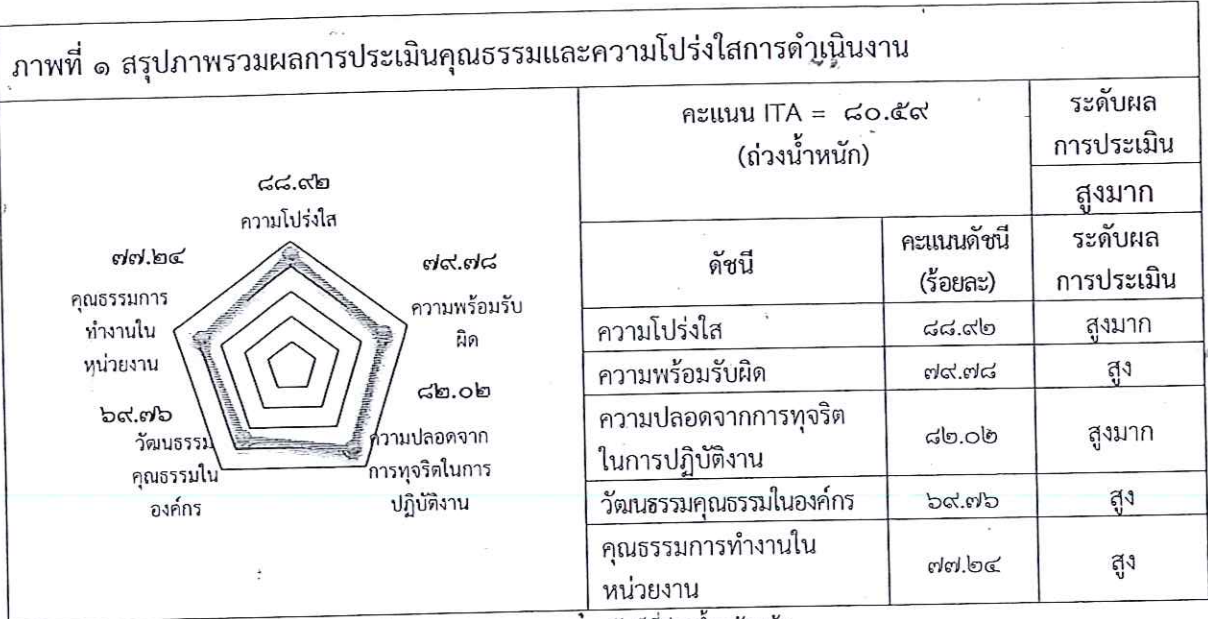 ภาพที่ ๑ สรุปภาพรวมผลการประเมินคุณธรรมและความโปร่งใสการดำเนินงาน
๘๘.๙๒
ความโปร่งใส
๗๙.๗๘
ความพร้อมรับ
ผิด
๘๒.๐๒
ความปลอดจาก
การทุจริตในการ
ปฏิบัติงาน
๖๙.๗๖
วัฒนธรรม
คุณธรรมใน
องค์กร
๗๗.๒๔
คุณธรรมการ
ทำงานใน
หน่วยงาน
คะแนน ITA = ๘๐.๕๙
(ถ่วงน้ำหนัก)
ระดับผล
การประเมิน
สูงมาก
ดัชนี
คะแนนดัชนี
(ร้อยละ)
ระดับผล
การประเมิน
ความโปร่งใส ๘๘.๙๒ สูงมาก
ความพร้อมรับผิด ๗๙.๗๘ สูง
ความปลอดจากการทุจริต
ในการปฏิบัติงาน ๘๒.๐๒ สูงมาก
วัฒนธรรมคุณธรรมในองค์กร ๖๙.๗๖ สูง
คุณธรรมการทำงานใน
หน่วยงาน ๗๗.๒๔ สูง